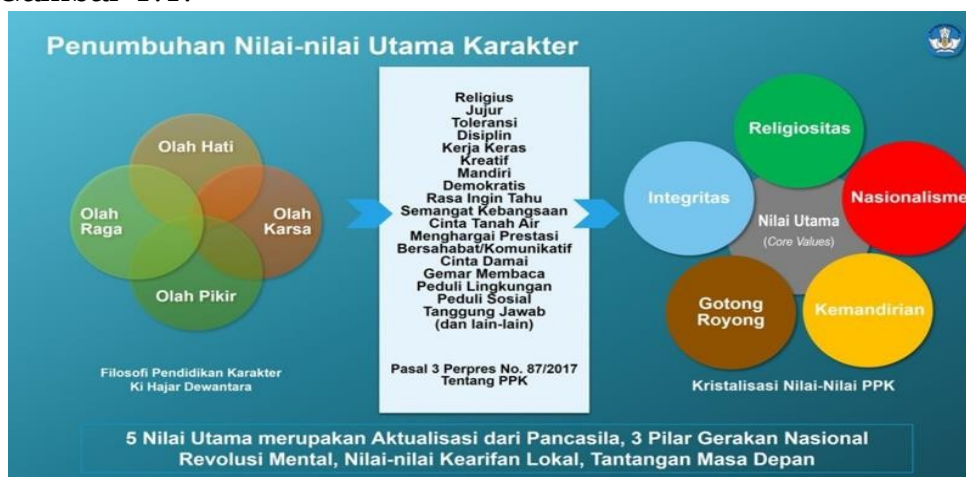 Penumbuhan Nilai-nilai Utama Karakter
Olah Hati
Olah
Raga
Olah
Karsa
Olah Pikir
Filosofi Pendidikan Karakter
Ki Hajar Dewantara
Religius
Jujur
Toleransi
Disiplin
Kerja Keras
Kreatif
Mandiri
Demokratis
Rasa Ingin Tahu
Semangat Kebangsaan
Cinta Tanah Air
Menghargai Prestasi
Bersahabat/Komunikatif
Cinta Damai
Gemar Membaca
Peduli Lingkungan
Peduli Sosial
Tanggung Jawab
(dan lain-lain)
Pasal 3 Perpres No. 87/2017
Tentang PPK
Religiositas
Integritas
Nasionalisme
Nilai Utama
(Core Values)
Gotong
Royong
Kemandirian
Kristalisasi Nilai-Nilai PPK
5 Nilai Utama merupakan Aktualisasi dari Pancasila, 3 Pilar Gerakan Nasional
Revolusi Mental, Nilai-nilai Kearifan Lokal, Tantangan Masa Depan